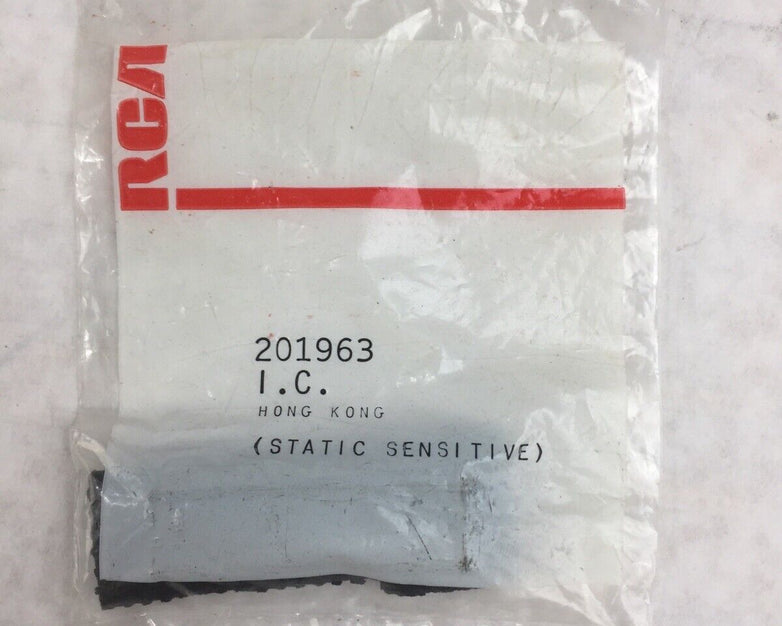 RCA
201963
I.C.
HONG KONG
(STATIC SENSITIVE)